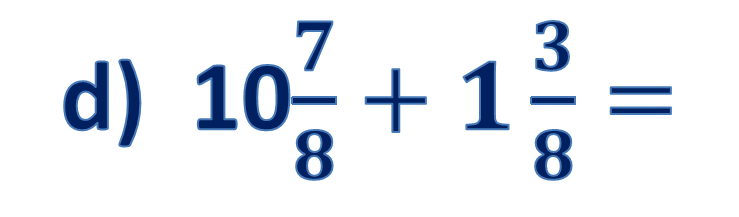 d) 10 7/8 + 1 3/8 =